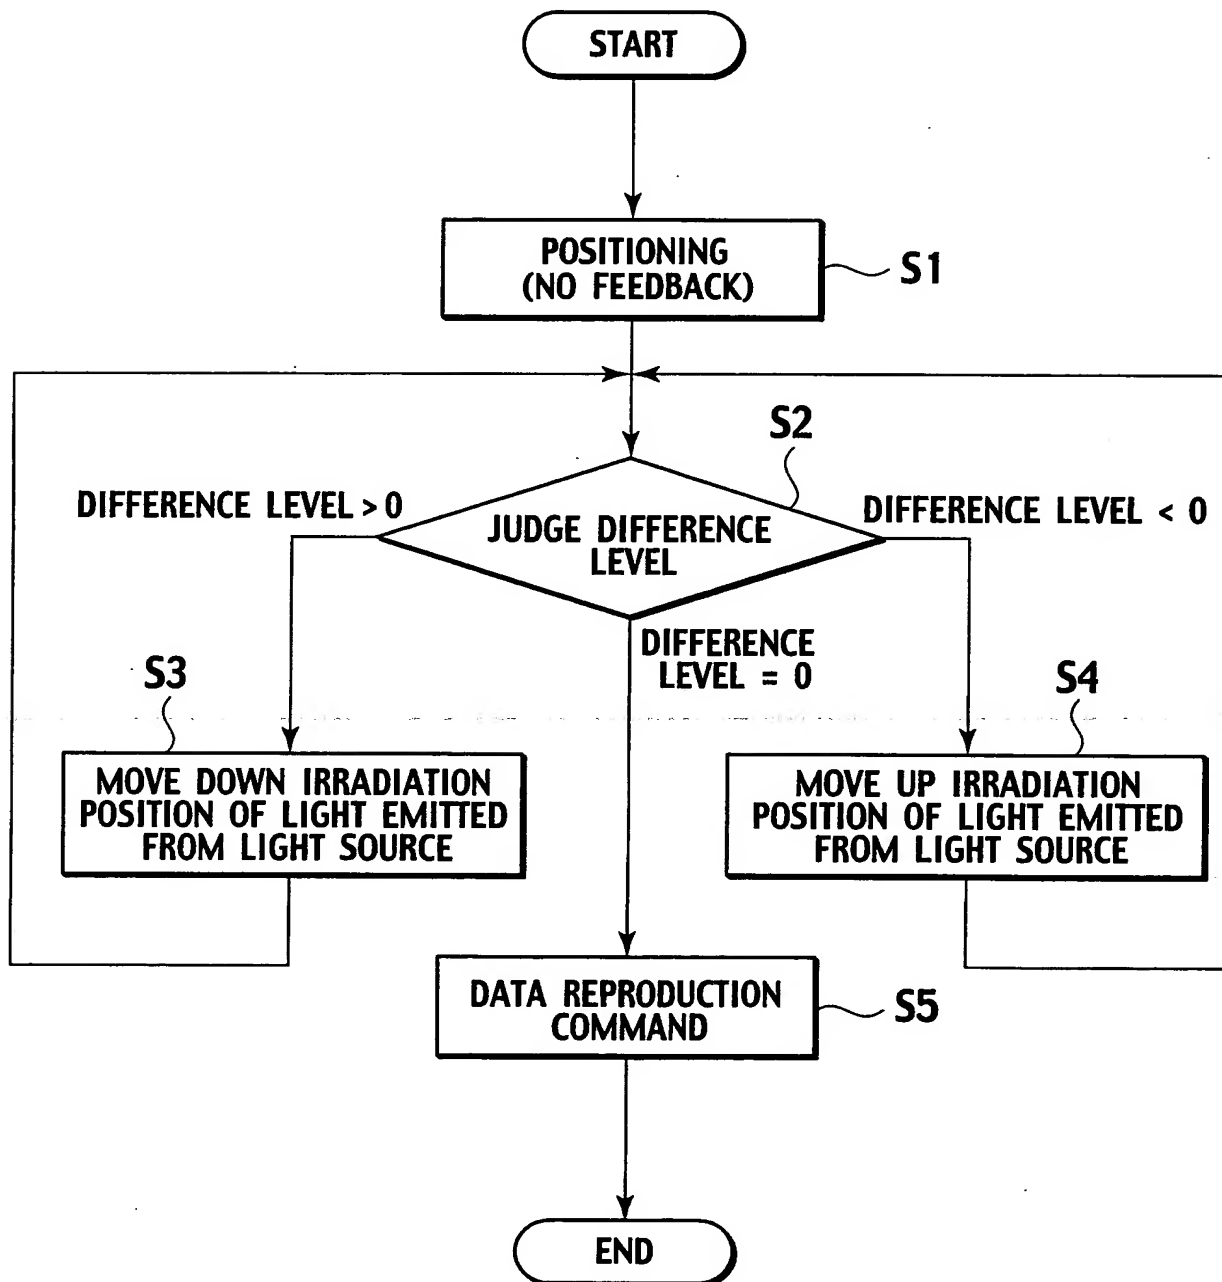 START
POSITIONING
(NO FEEDBACK)
S1
S2
DIFFERENCE LEVEL > 0
JUDGE DIFFERENCE
LEVEL
DIFFERENCE LEVEL < 0
DIFFERENCE
LEVEL = 0
S3
S4
MOVE DOWN IRRADIATION
POSITION OF LIGHT EMITTED
FROM LIGHT SOURCE
MOVE UP IRRADIATION
POSITION OF LIGHT EMITTED
FROM LIGHT SOURCE
DATA REPRODUCTION
COMMAND
S5
END